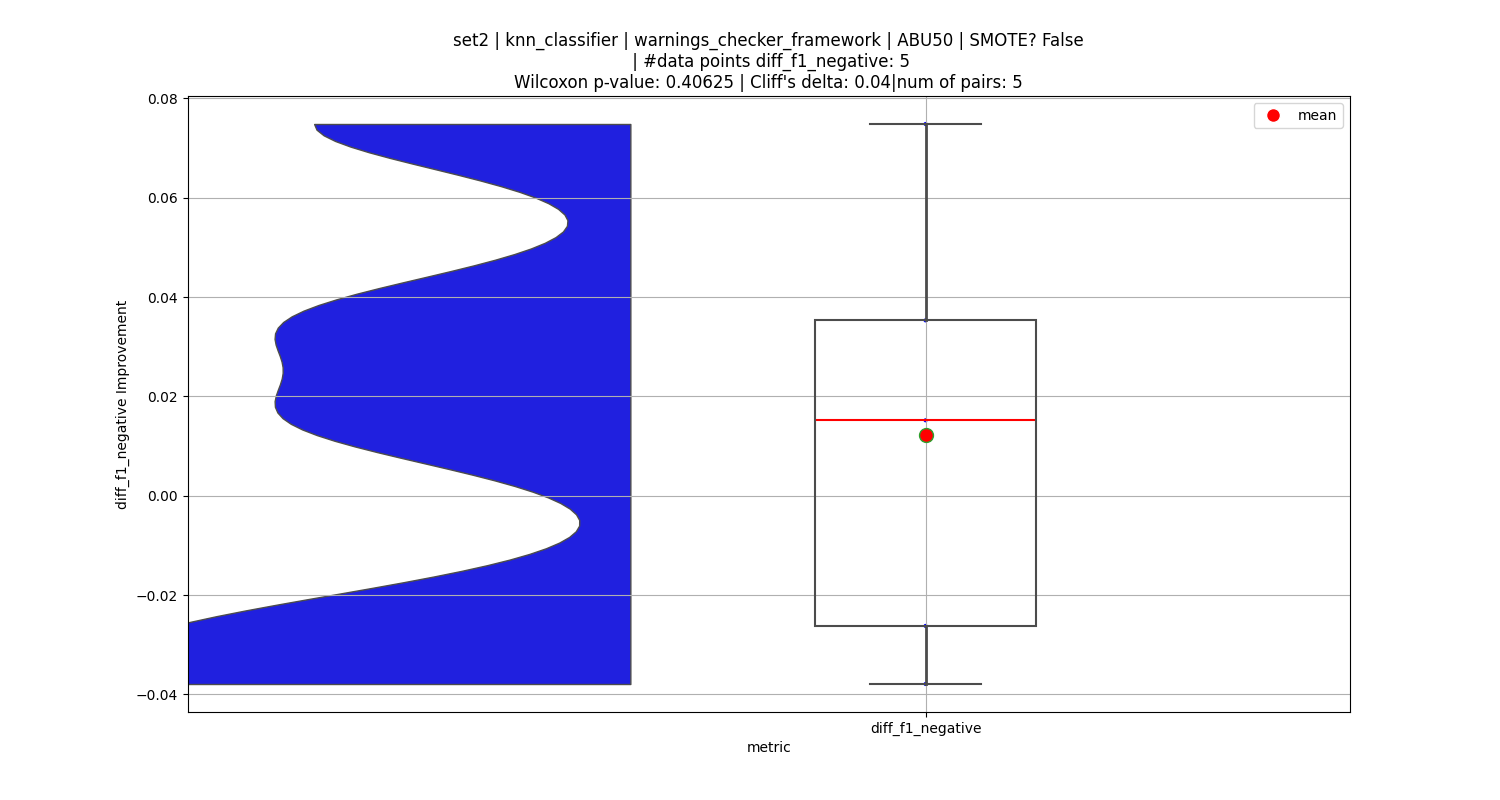 set2 | knn_classifier | warnings_checker_framework | ABU50 | SMOTE? False
| #data points diff_f1_negative: 5
Wilcoxon p-value: 0.40625 | Cliff's delta: 0.04|num of pairs: 5
mean
0.08
0.06
0.04
0.02
0.00
−0.02
−0.04
diff_f1_negative Improvement
diff_f1_negative
metric